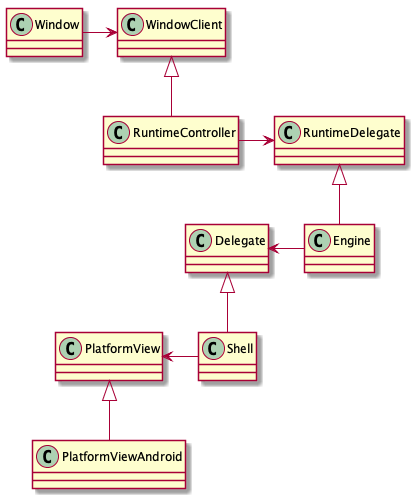 C Window
C WindowClient
C RuntimeController
C RuntimeDelegate
C Delegate
C Engine
C PlatformView
C Shell
C PlatformViewAndroid